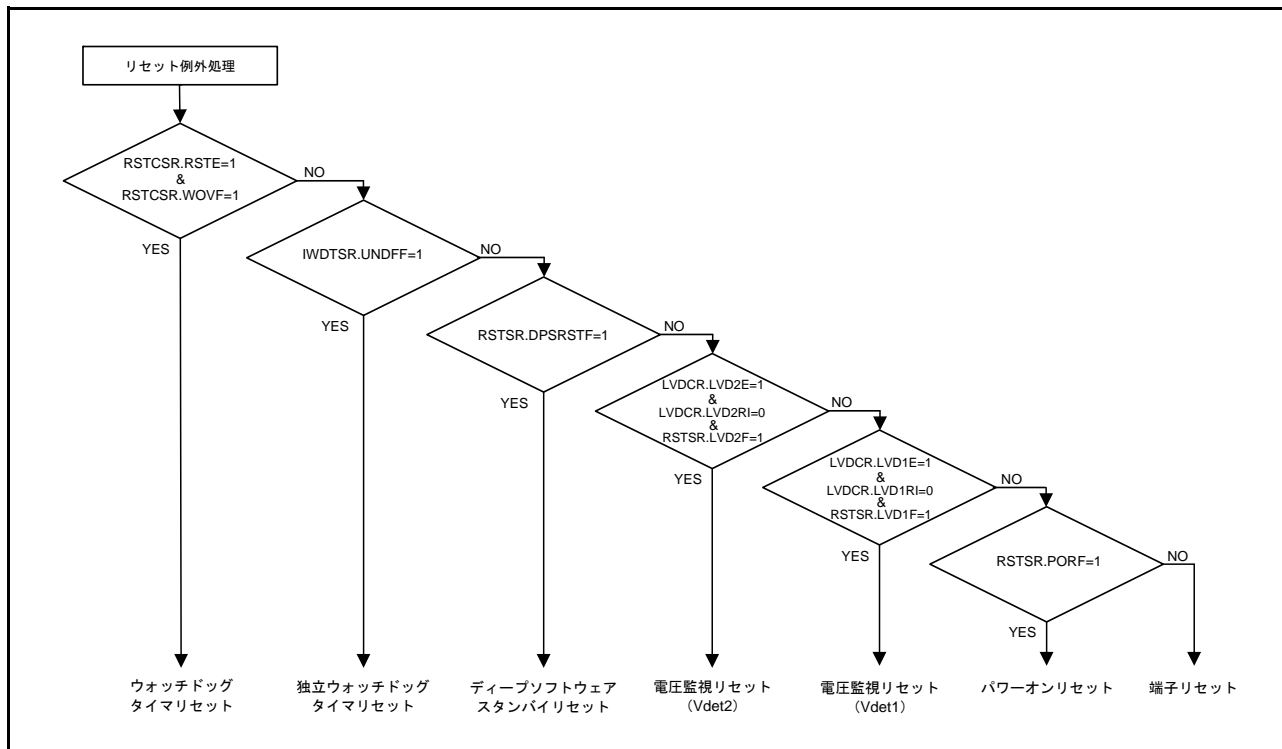 リセット例外処理
RSTCSR.RSTE=1
&
RSTCSR.WOVF=1
NO
YES
IWDTSR.UNDFF=1
NO
YES
RSTSR.DPSRSTF=1
NO
YES
LVDCR.LVD2E=1
&
LVDCR.LVD2RI=0
&
RSTSR.LVD2F=1
NO
YES
LVDCR.LVD1E=1
&
LVDCR.LVD1RI=0
&
RSTSR.LVD1F=1
NO
YES
RSTSR.PORF=1
NO
YES
ウォッチドッグ
タイマリセット
独立ウォッチドッグ
タイマリセット
ディープソフトウェア
スタンバイリセット
電圧監視リセット
（Vdet2）
電圧監視リセット
（Vdet1）
パワーオンリセット
端子リセット